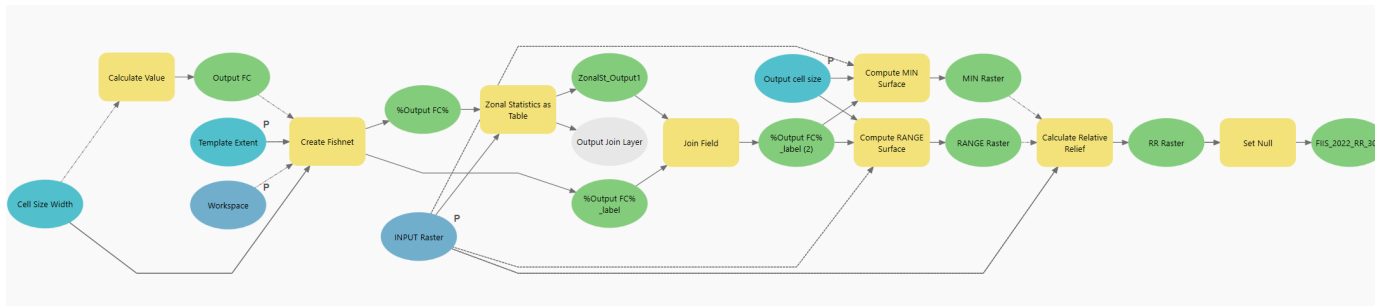 Calculate Value
Output FC
Template Extent
P
Workspace
P
Cell Size Width
Create Fishnet
%Output FC%
Zonal Statistics as
Table
INPUT Raster
P
ZonalSt_Output1
Output Join Layer
%Output FC%
_label
Join Field
Output cell size
P
%Output FC%
_label (2)
Compute MIN
Surface
Compute RANGE
Surface
MIN Raster
RANGE Raster
Calculate Relative
Relief
RR Raster
Set Null
FIIS_2022_RR_30